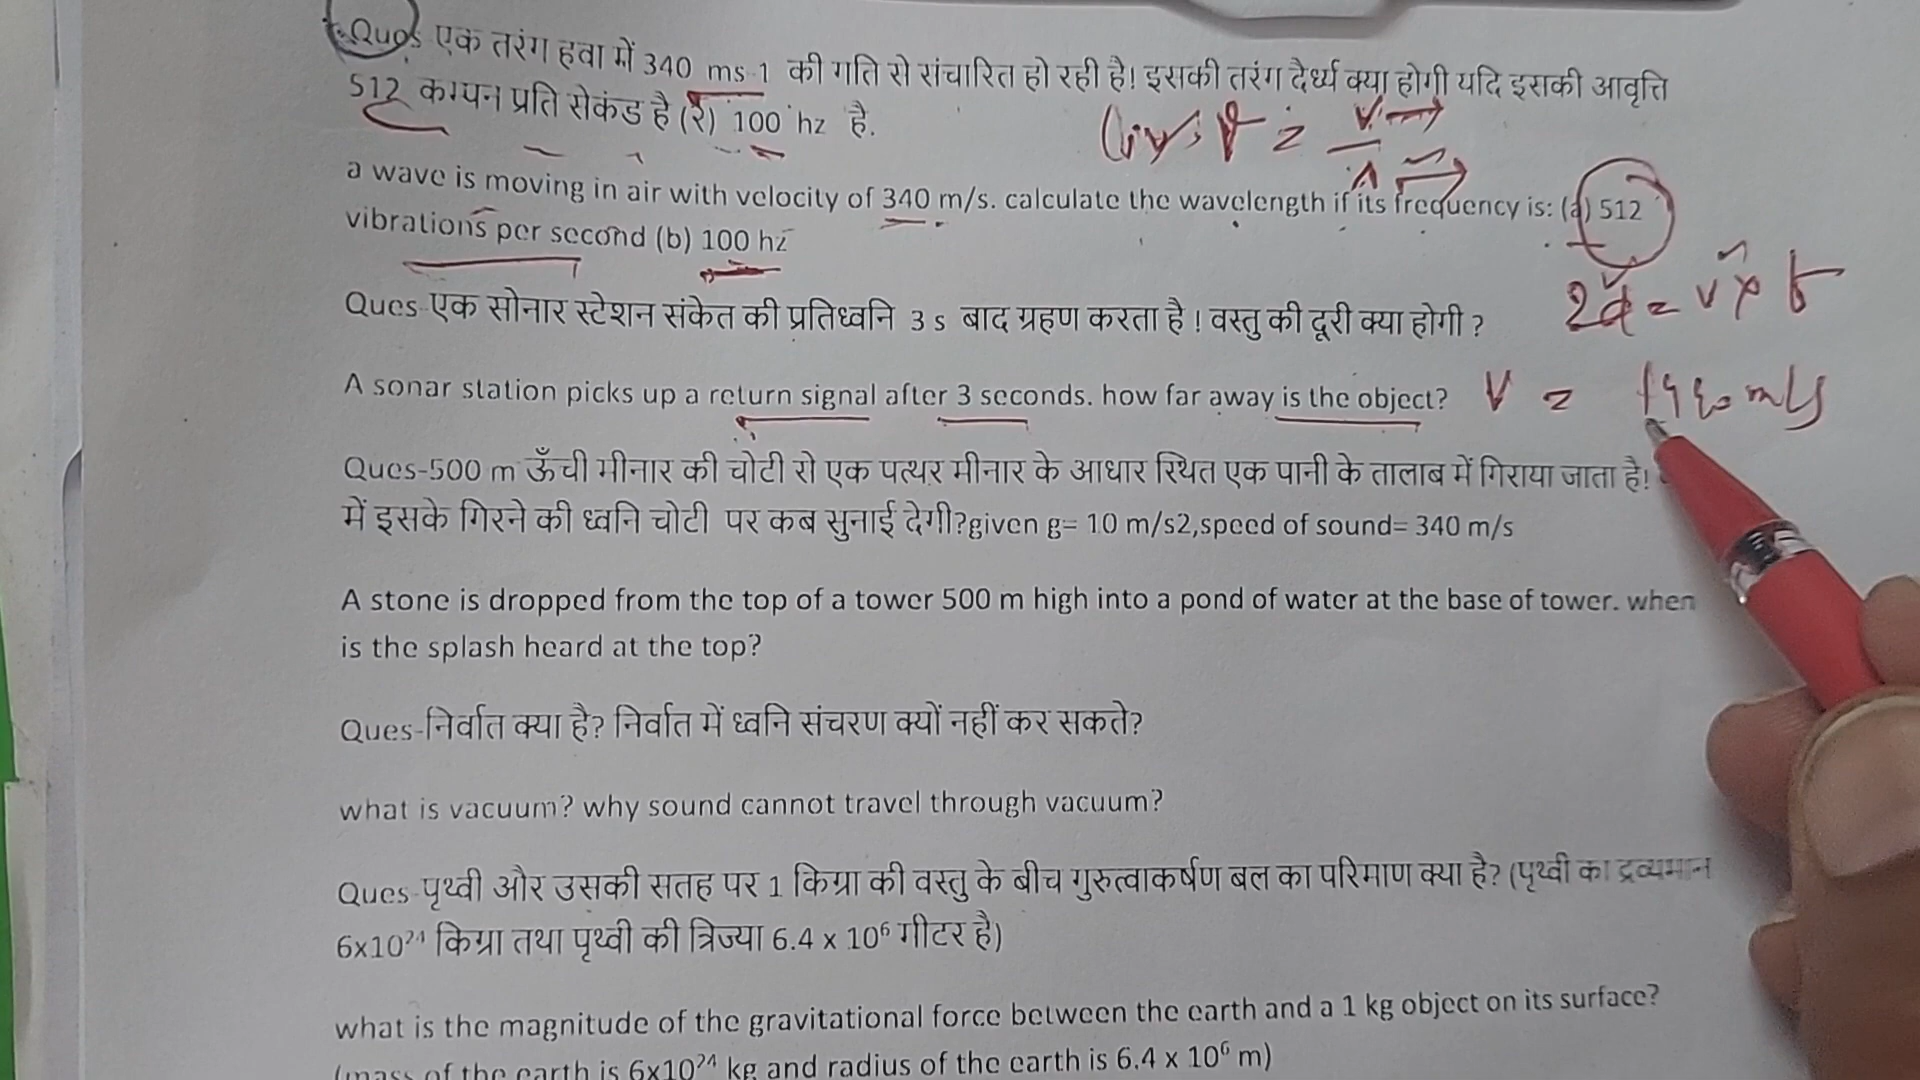 Ques एक तरंग हवा में 340 ms-1 की गति से संचारित हो रही है! इसकी तरंग दैर्ध्य क्या होगी यदि इसकी आवृत्ति
512 कम्पन प्रति सेकंड है (२) 100 hz है.
a wave is moving in air with velocity of 340 m/s. calculate the wavelength if its frequency is: (a) 512
vibrations per second (b) 100 hz
2d = v × t
Ques-एक सोनार स्टेशन संकेत की प्रतिध्वनि 3 s बाद ग्रहण करता है ! वस्तु की दूरी क्या होगी ?
A sonar station picks up a return signal after 3 seconds. how far away is the object? V = m/s
Ques-500 m ऊँची मीनार की चोटी से एक पत्थर मीनार के आधार स्थित एक पानी के तालाब में गिराया जाता है!
में इसके गिरने की ध्वनि चोटी पर कब सुनाई देगी?given g= 10 m/s2,speed of sound= 340 m/s
A stone is dropped from the top of a tower 500 m high into a pond of water at the base of tower. when
is the splash heard at the top?
Ques-निर्वात क्या है? निर्वात में ध्वनि संचरण क्यों नहीं कर सकते?
what is vacuum? why sound cannot travel through vacuum?
Ques-पृथ्वी और उसकी सतह पर 1 किग्रा की वस्तु के बीच गुरुत्वाकर्षण बल का परिमाण क्या है? (पृथ्वी का द्रव्यमान
6x10²⁴ किग्रा तथा पृथ्वी की त्रिज्या 6.4 x 10⁶ मीटर है)
what is the magnitude of the gravitational force between the earth and a 1 kg object on its surface?
(mass of the earth is 6x10²⁴ kg and radius of the earth is 6.4 x 10⁶ m)